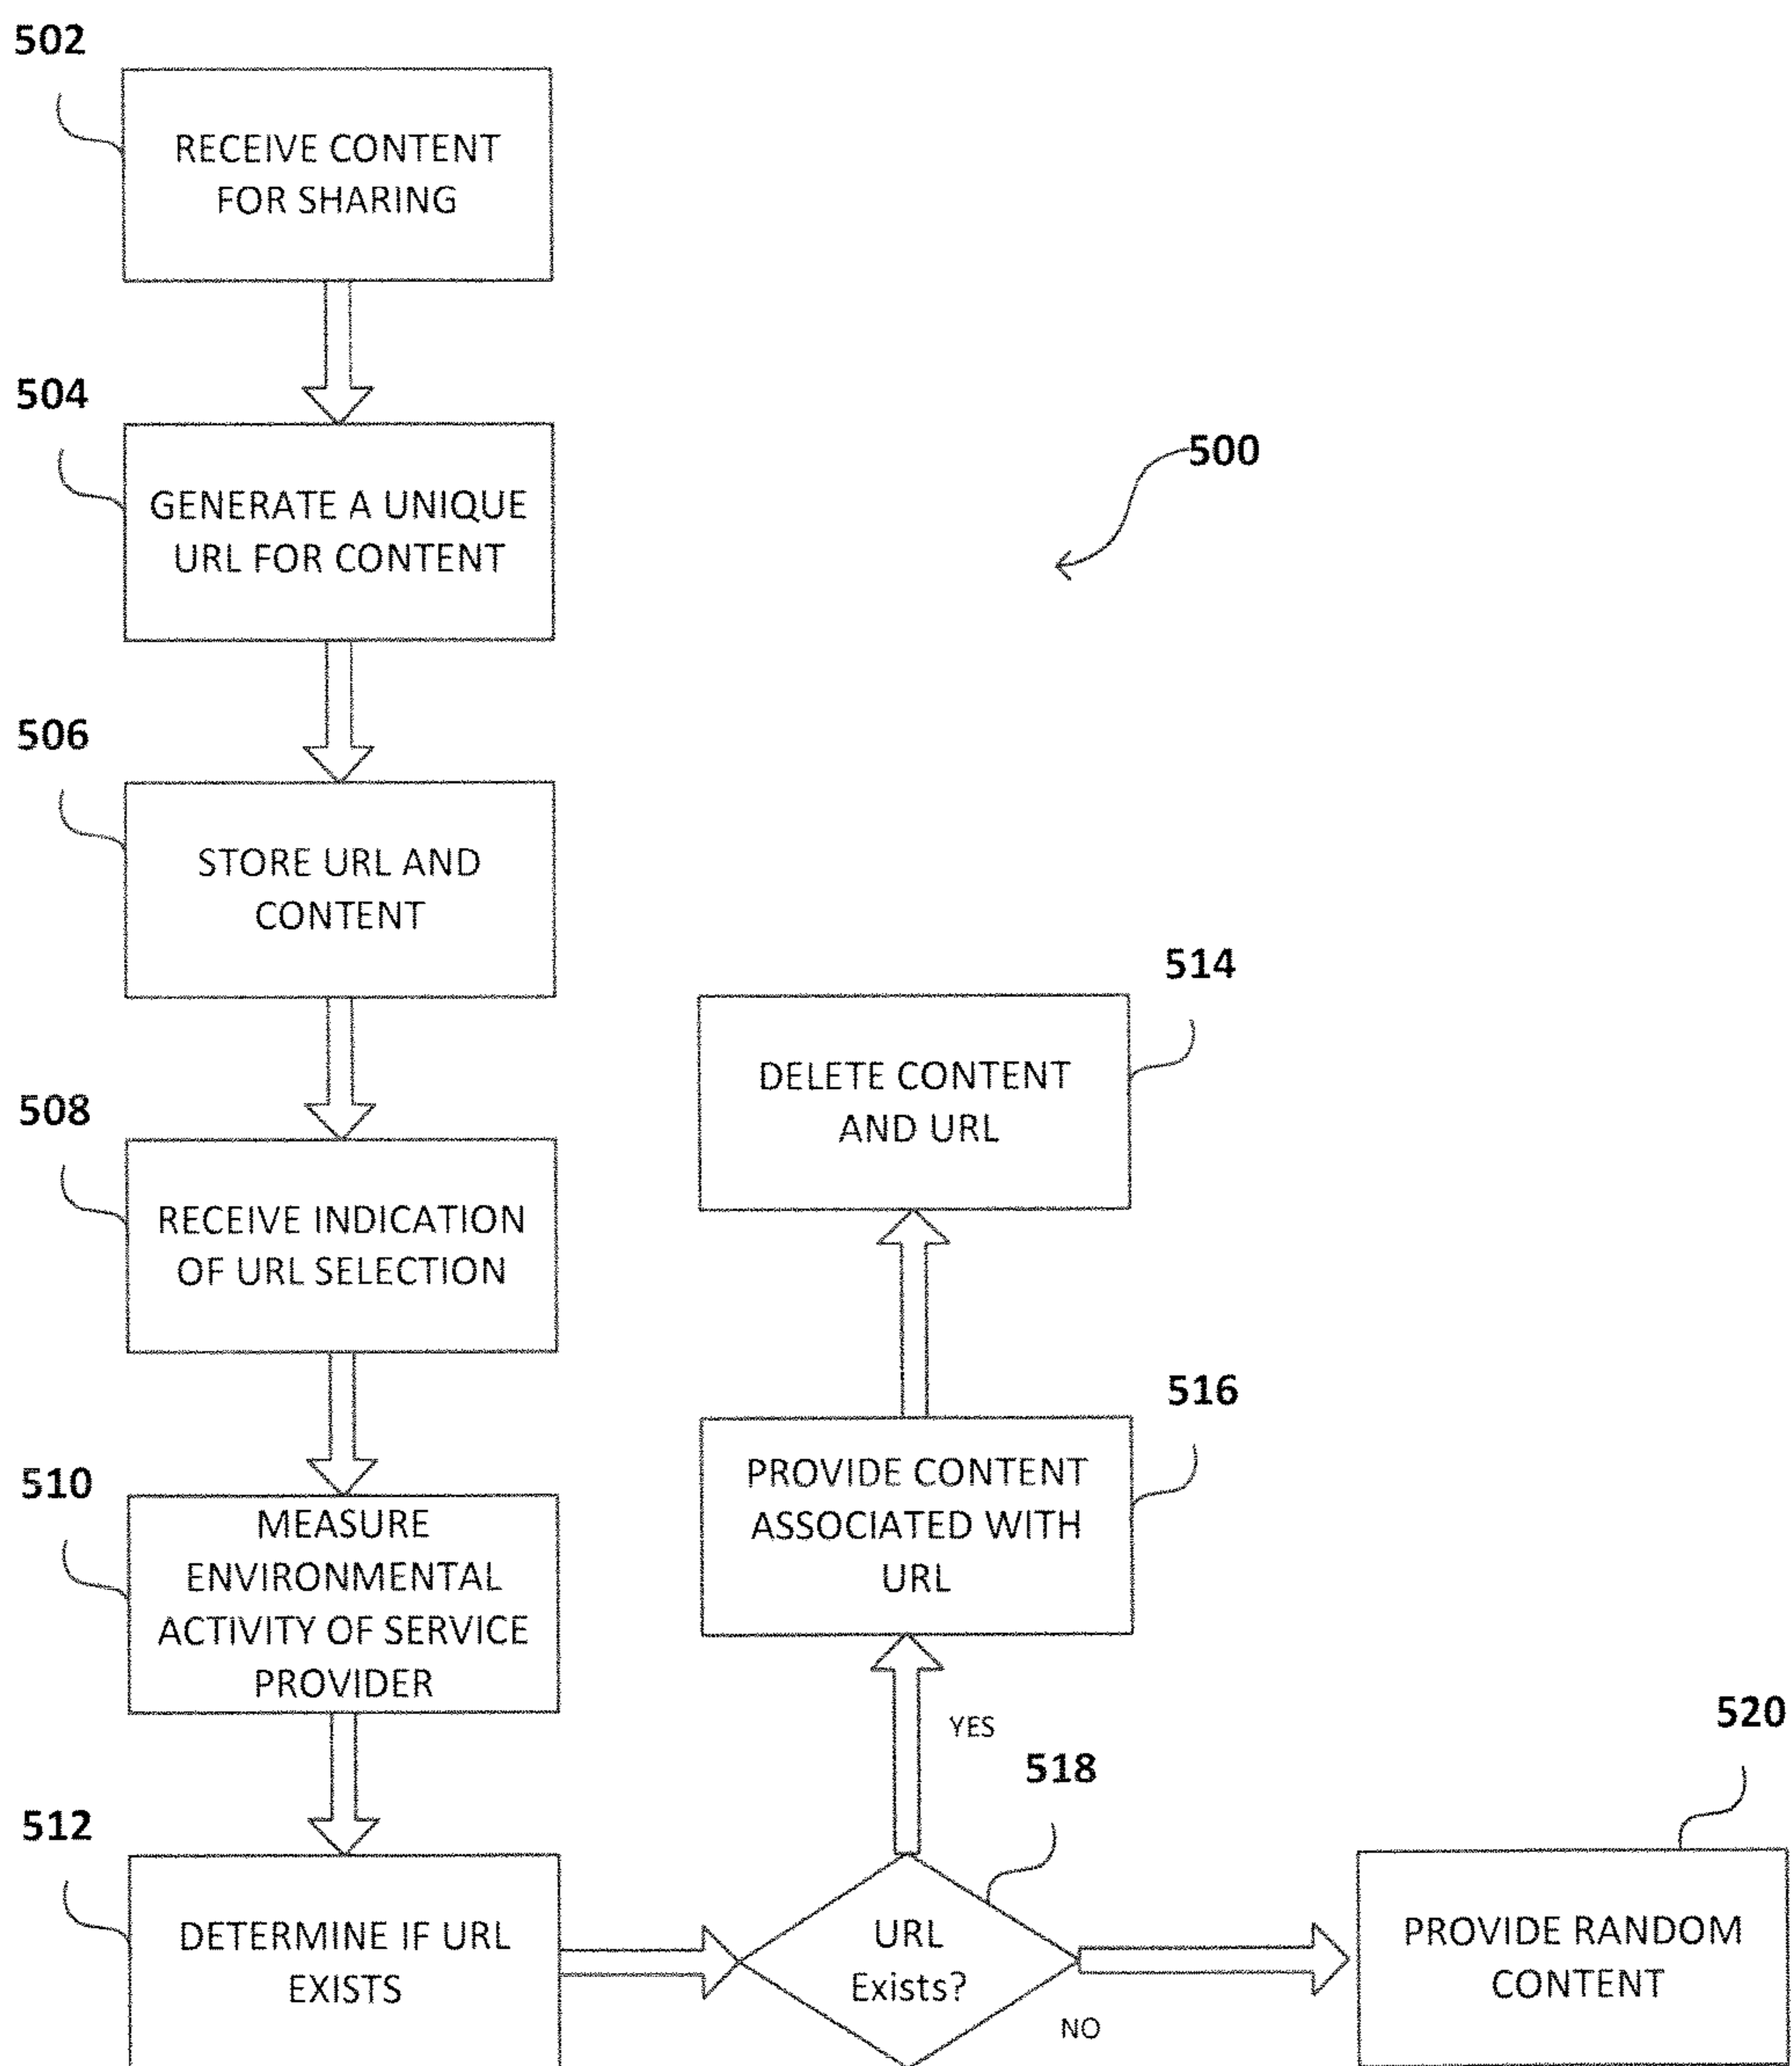 502
RECEIVE CONTENT
FOR SHARING
504
GENERATE A UNIQUE
URL FOR CONTENT
500
506
STORE URL AND
CONTENT
508
RECEIVE INDICATION
OF URL SELECTION
510
MEASURE
ENVIRONMENTAL
ACTIVITY OF SERVICE
PROVIDER
512
DETERMINE IF URL
EXISTS
514
DELETE CONTENT
AND URL
516
PROVIDE CONTENT
ASSOCIATED WITH
URL
YES
518
URL
Exists?
NO
520
PROVIDE RANDOM
CONTENT